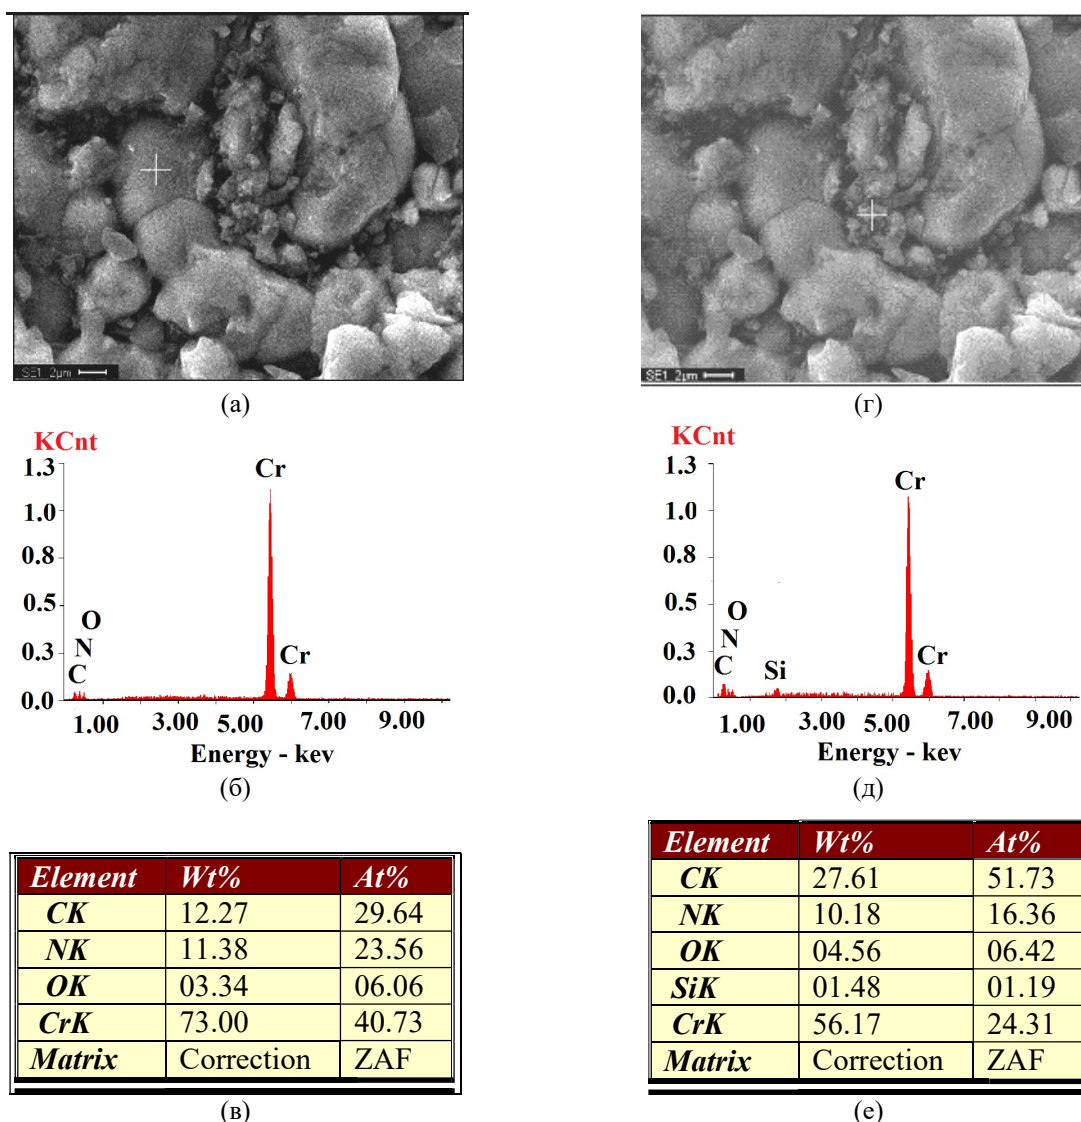 SE1 2µm
(а)
KCnt
1.3
1.0
0.8
0.5
0.3
0.0
Cr
Cr
O
N
C
1.00 3.00 5.00 7.00 9.00
Energy - kev
(б)
Element Wt% At%
CK 12.27 29.64
NK 11.38 23.56
OK 03.34 06.06
CrK 73.00 40.73
Matrix Correction ZAF
(в)
SE1 2µm
(г)
KCnt
1.3
1.0
0.8
0.5
0.3
0.0
Cr
Cr
O
N
C
Si
1.00 3.00 5.00 7.00 9.00
Energy - kev
(д)
Element Wt% At%
CK 27.61 51.73
NK 10.18 16.36
OK 04.56 06.42
SiK 01.48 01.19
CrK 56.17 24.31
Matrix Correction ZAF
(е)